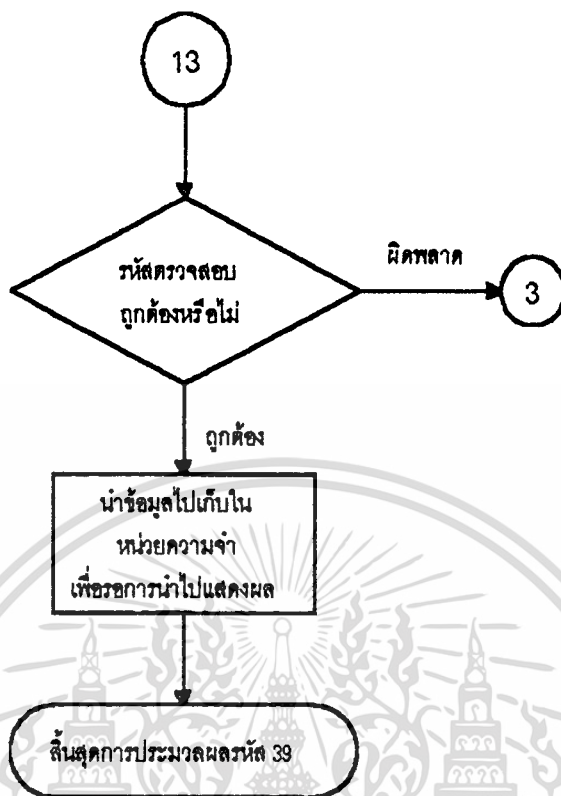 13
รหัสตรวจสอบ
ถูกต้องหรือไม่
ผิดพลาด
3
ถูกต้อง
นำข้อมูลไปเก็บใน
หน่วยความจำ
เพื่อรอการนำไปแสดงผล
สิ้นสุดการประมวลผลรหัส 39